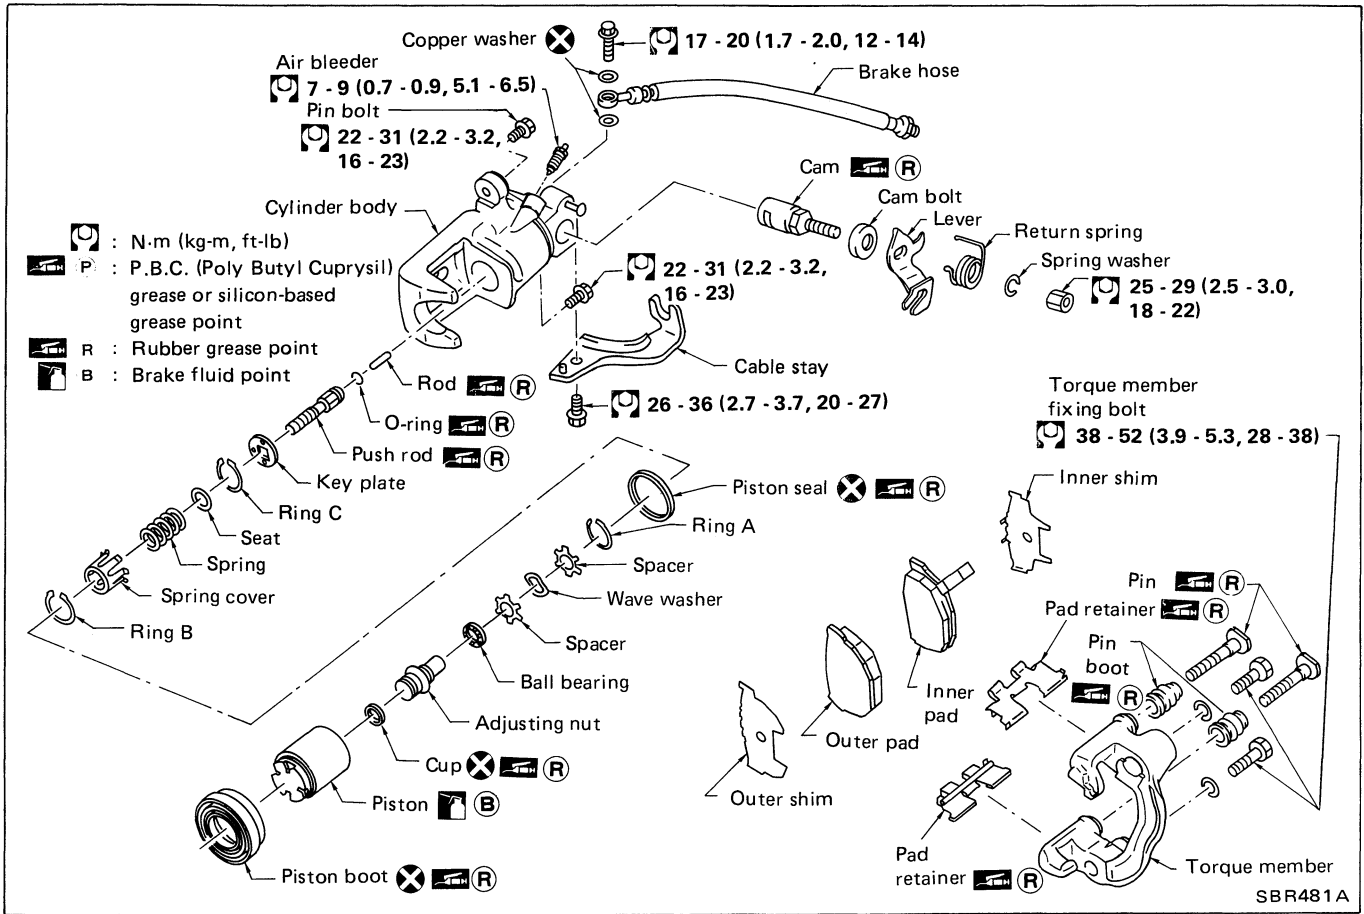 Copper washer
17 - 20 (1.7 - 2.0, 12 - 14)
Air bleeder
7 - 9 (0.7 - 0.9, 5.1 - 6.5)
Brake hose
Pin bolt
22 - 31 (2.2 - 3.2,
16 - 23)
Cam R
Cam bolt
Lever
Return spring
Spring washer
25 - 29 (2.5 - 3.0,
18 - 22)
Cylinder body
: N·m (kg-m, ft-lb)
P : P.B.C. (Poly Butyl Cuprysil)
grease or silicon-based
grease point
R : Rubber grease point
B : Brake fluid point
22 - 31 (2.2 - 3.2,
16 - 23)
Cable stay
26 - 36 (2.7 - 3.7, 20 - 27)
Rod R
O-ring R
Push rod R
Key plate
Ring C
Seat
Spring
Spring cover
Ring B
Torque member
fixing bolt
38 - 52 (3.9 - 5.3, 28 - 38)
Inner shim
Piston seal R
Ring A
Spacer
Wave washer
Spacer
Ball bearing
Adjusting nut
Cup R
Piston B
Piston boot R
Pin R
Pad retainer R
Pin
boot
R
Inner
pad
Outer pad
Outer shim
Pad
retainer R
Torque member
SBR481A